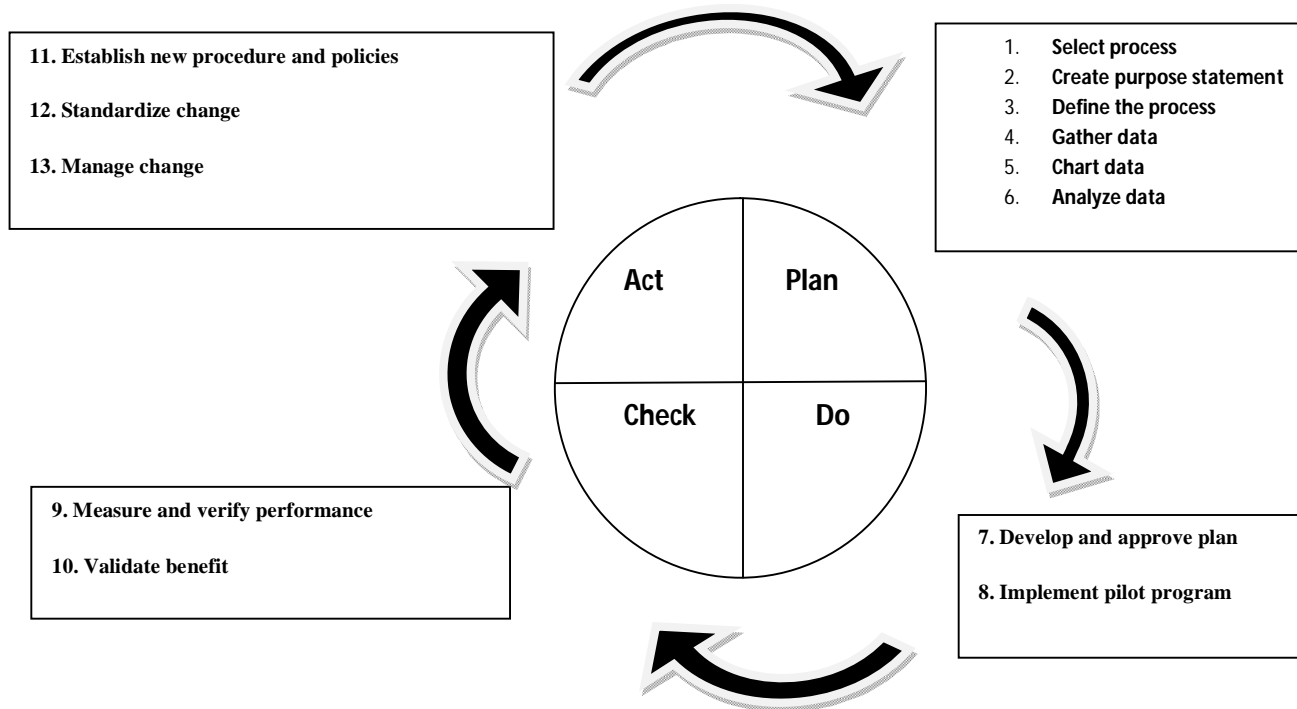 11. Establish new procedure and policies
12. Standardize change
13. Manage change
1. Select process
2. Create purpose statement
3. Define the process
4. Gather data
5. Chart data
6. Analyze data
Act
Plan
Check
Do
9. Measure and verify performance
10. Validate benefit
7. Develop and approve plan
8. Implement pilot program